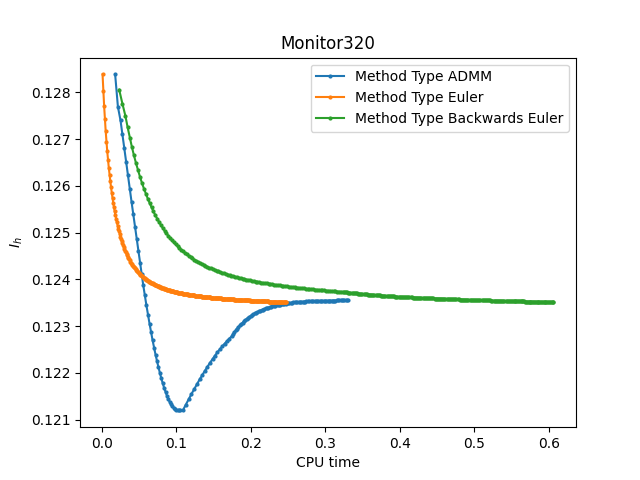 Monitor320
Method Type ADMM
Method Type Euler
Method Type Backwards Euler
0.128
0.127
0.126
0.125
0.124
0.123
0.122
0.121
I_h
0.0 0.1 0.2 0.3 0.4 0.5 0.6
CPU time